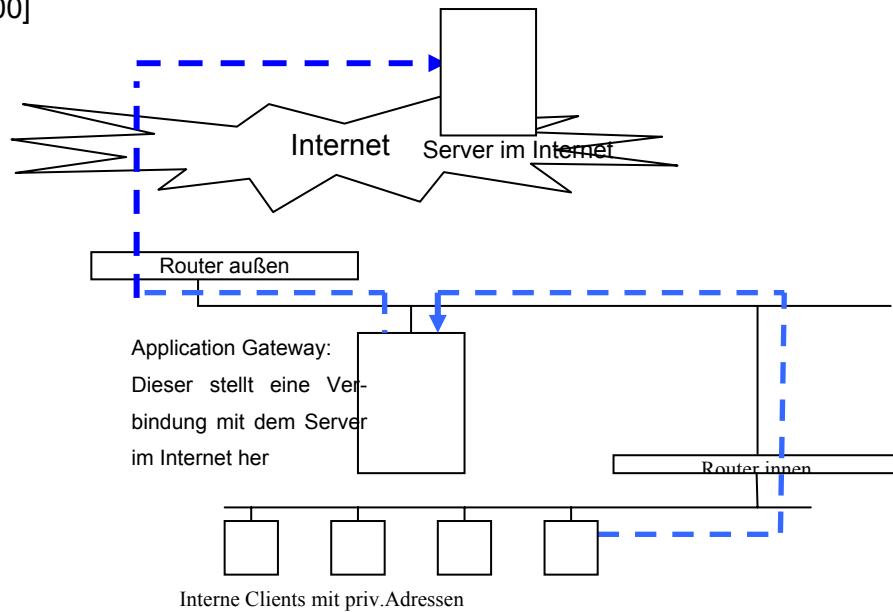 00]
Internet
Server im Internet
Router außen
Application Gateway:
Dieser stellt eine Ver-
bindung mit dem Server
im Internet her
Router innen
Interne Clients mit priv.Adressen